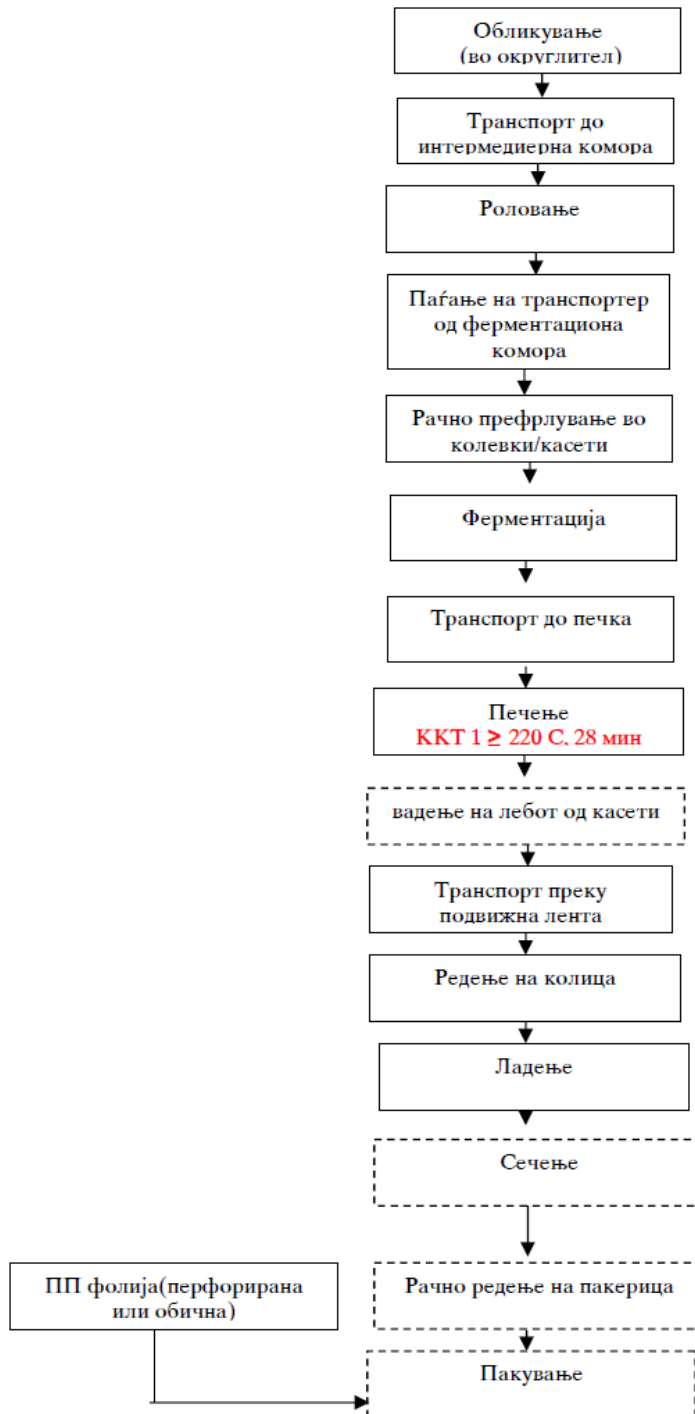 Обликување
(во округлител)
Транспорт до
интермедиерна комора
Роловање
Паѓање на транспортер
од ферментациона
комора
Рачно префрлување во
колевки/касети
Ферментација
Транспорт до печка
Печење
ККТ 1 ≥ 220 С, 28 мин
вадење на лебот од касети
Транспорт преку
подвижна лента
Редење на колица
Ладење
Сечење
ПП фолија(перфорирана
или обична)
Рачно редење на пакерица
Пакување